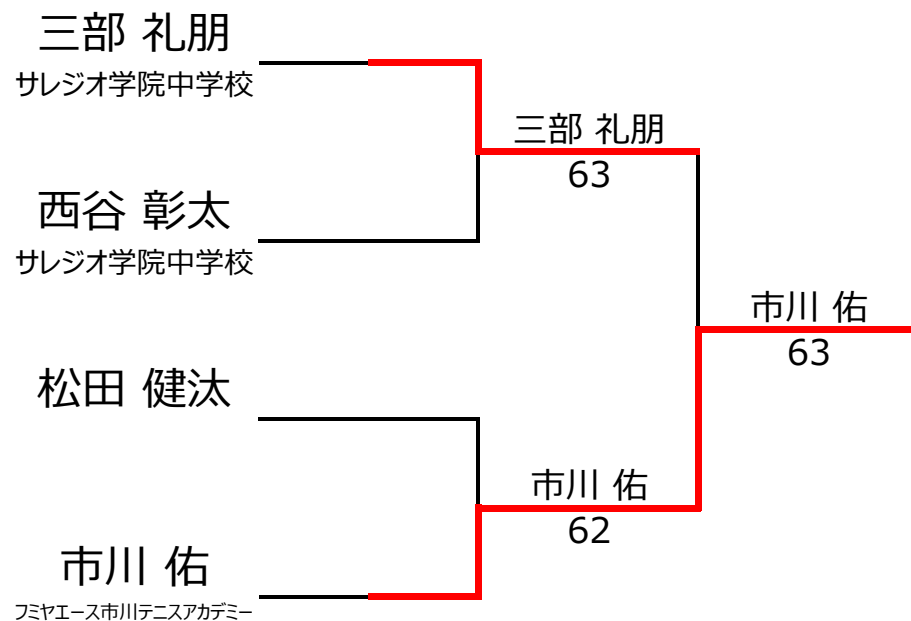 三部 礼朋
サレジオ学院中学校
三部 礼朋
63
西谷 彰太
サレジオ学院中学校
市川 佑
63
松田 健汰
市川 佑
62
市川 佑
フミヤエース市川テニスアカデミー